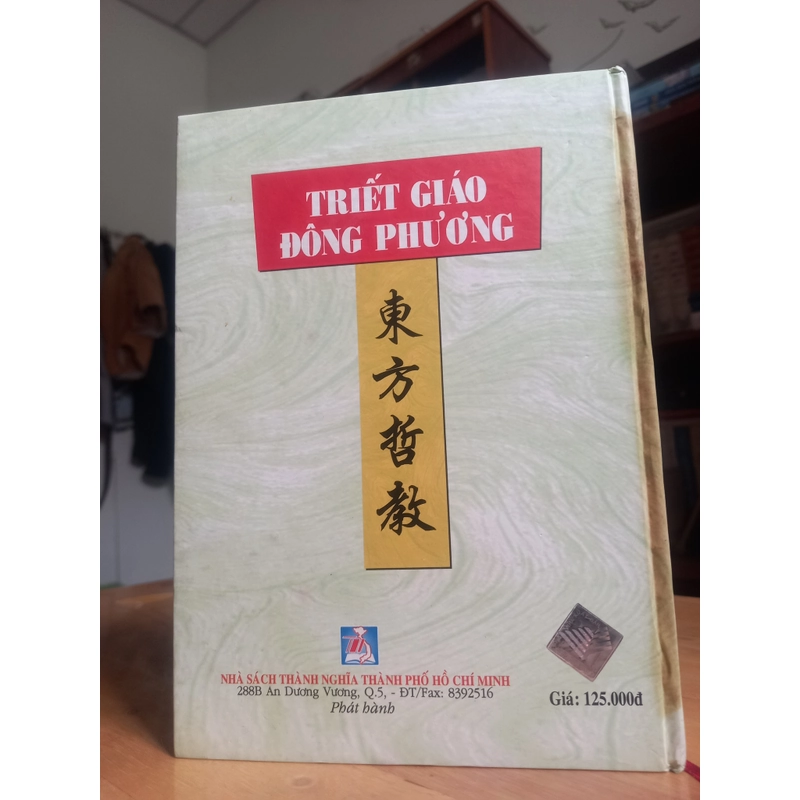 TRIẾT GIÁO
ĐÔNG PHƯƠNG
東方哲教
NHÀ SÁCH THÀNH NGHĨA THÀNH PHỐ HỒ CHÍ MINH
288B An Dương Vương, Q.5, - ĐT/Fax: 8392516
Phát hành
Giá: 125.000đ